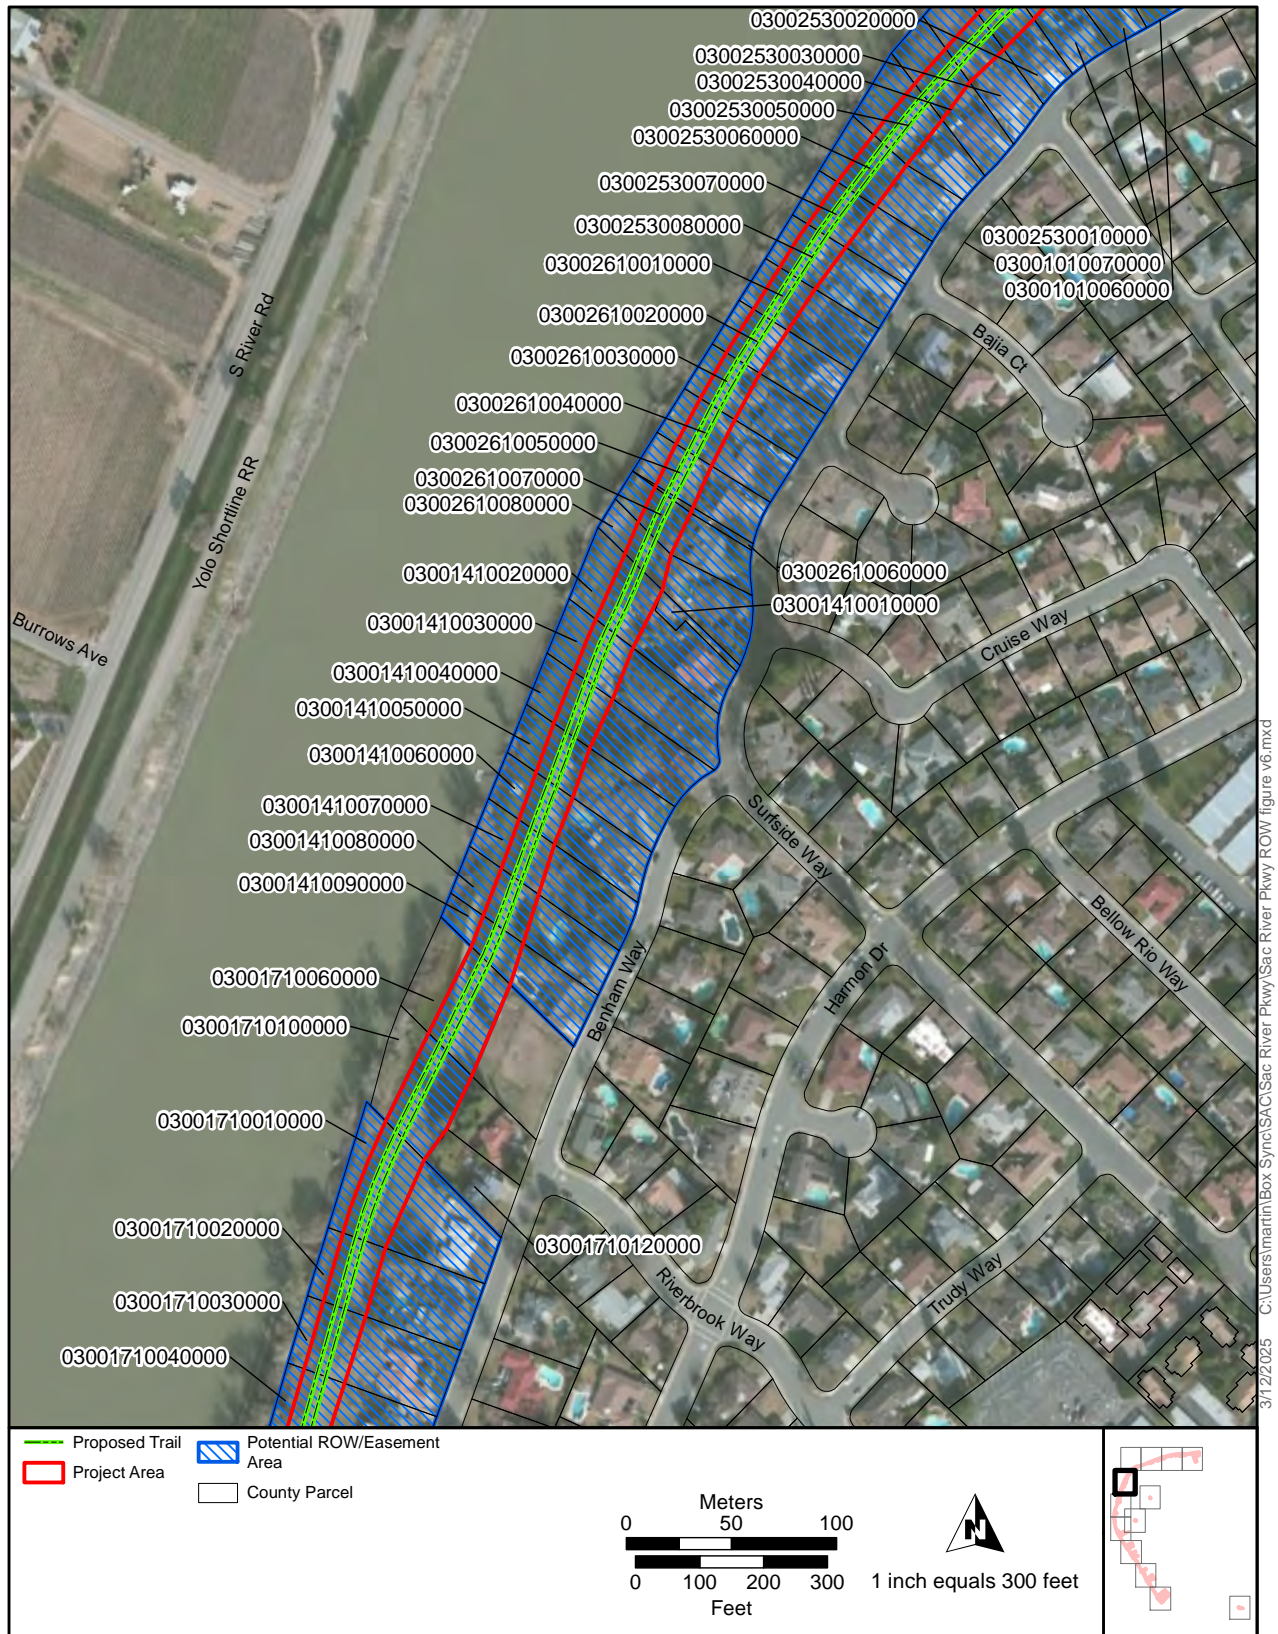 03002530020000
03002530030000
03002530040000
03002530050000
03002530060000
03002530070000
03002530080000
03002610010000
03002610020000
03002610030000
03002610040000
03002610050000
03002610070000
03002610080000
03001410020000
03001410030000
03001410040000
03001410050000
03001410060000
03001410070000
03001410080000
03001410090000
03001710060000
03001710100000
03001710010000
03001710020000
03001710030000
03001710040000
03002530010000
03001010070000
03001010060000
03002610060000
03001410010000
03001710120000
S River Rd
Yolo Shortline RR
Burrows Ave
Bajia Ct
Cruise Way
Surfside Way
Bellow Rio Way
Harmon Dr
Benham Way
Riverbrook Way
Trudy Way
3/12/2025 C:\Users\martin\Box Sync\SAC\Sac River Pkwy\Sac River Pkwy ROW figure v6.mxd
Proposed Trail
Project Area
Potential ROW/Easement
Area
County Parcel
Meters
0 50 100
0 100 200 300
Feet
N
1 inch equals 300 feet